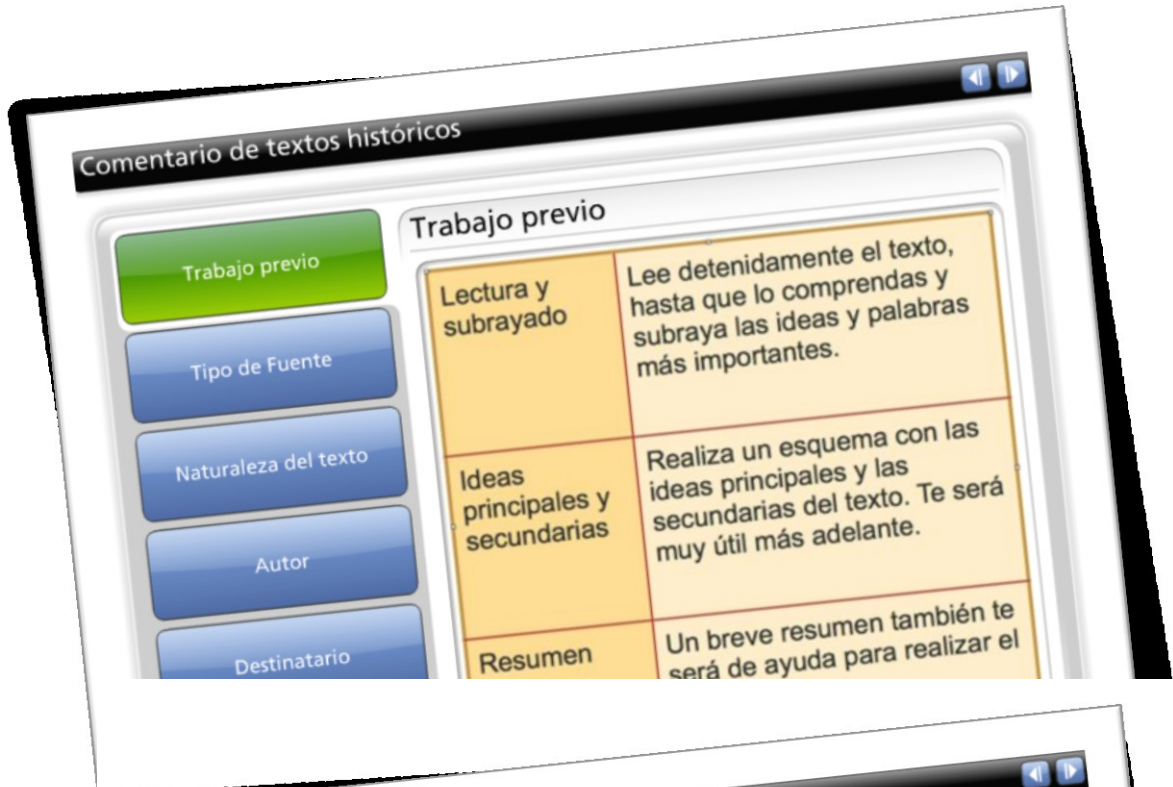 Comentario de textos históricos
Trabajo previo
Tipo de Fuente
Naturaleza del texto
Autor
Destinatario
Trabajo previo
Lectura y
subrayado
Lee detenidamente el texto,
hasta que lo comprendas y
subraya las ideas y palabras
más importantes.
Ideas
principales y
secundarias
Realiza un esquema con las
ideas principales y las
secundarias del texto. Te será
muy útil más adelante.
Resumen
Un breve resumen también te
será de ayuda para realizar el